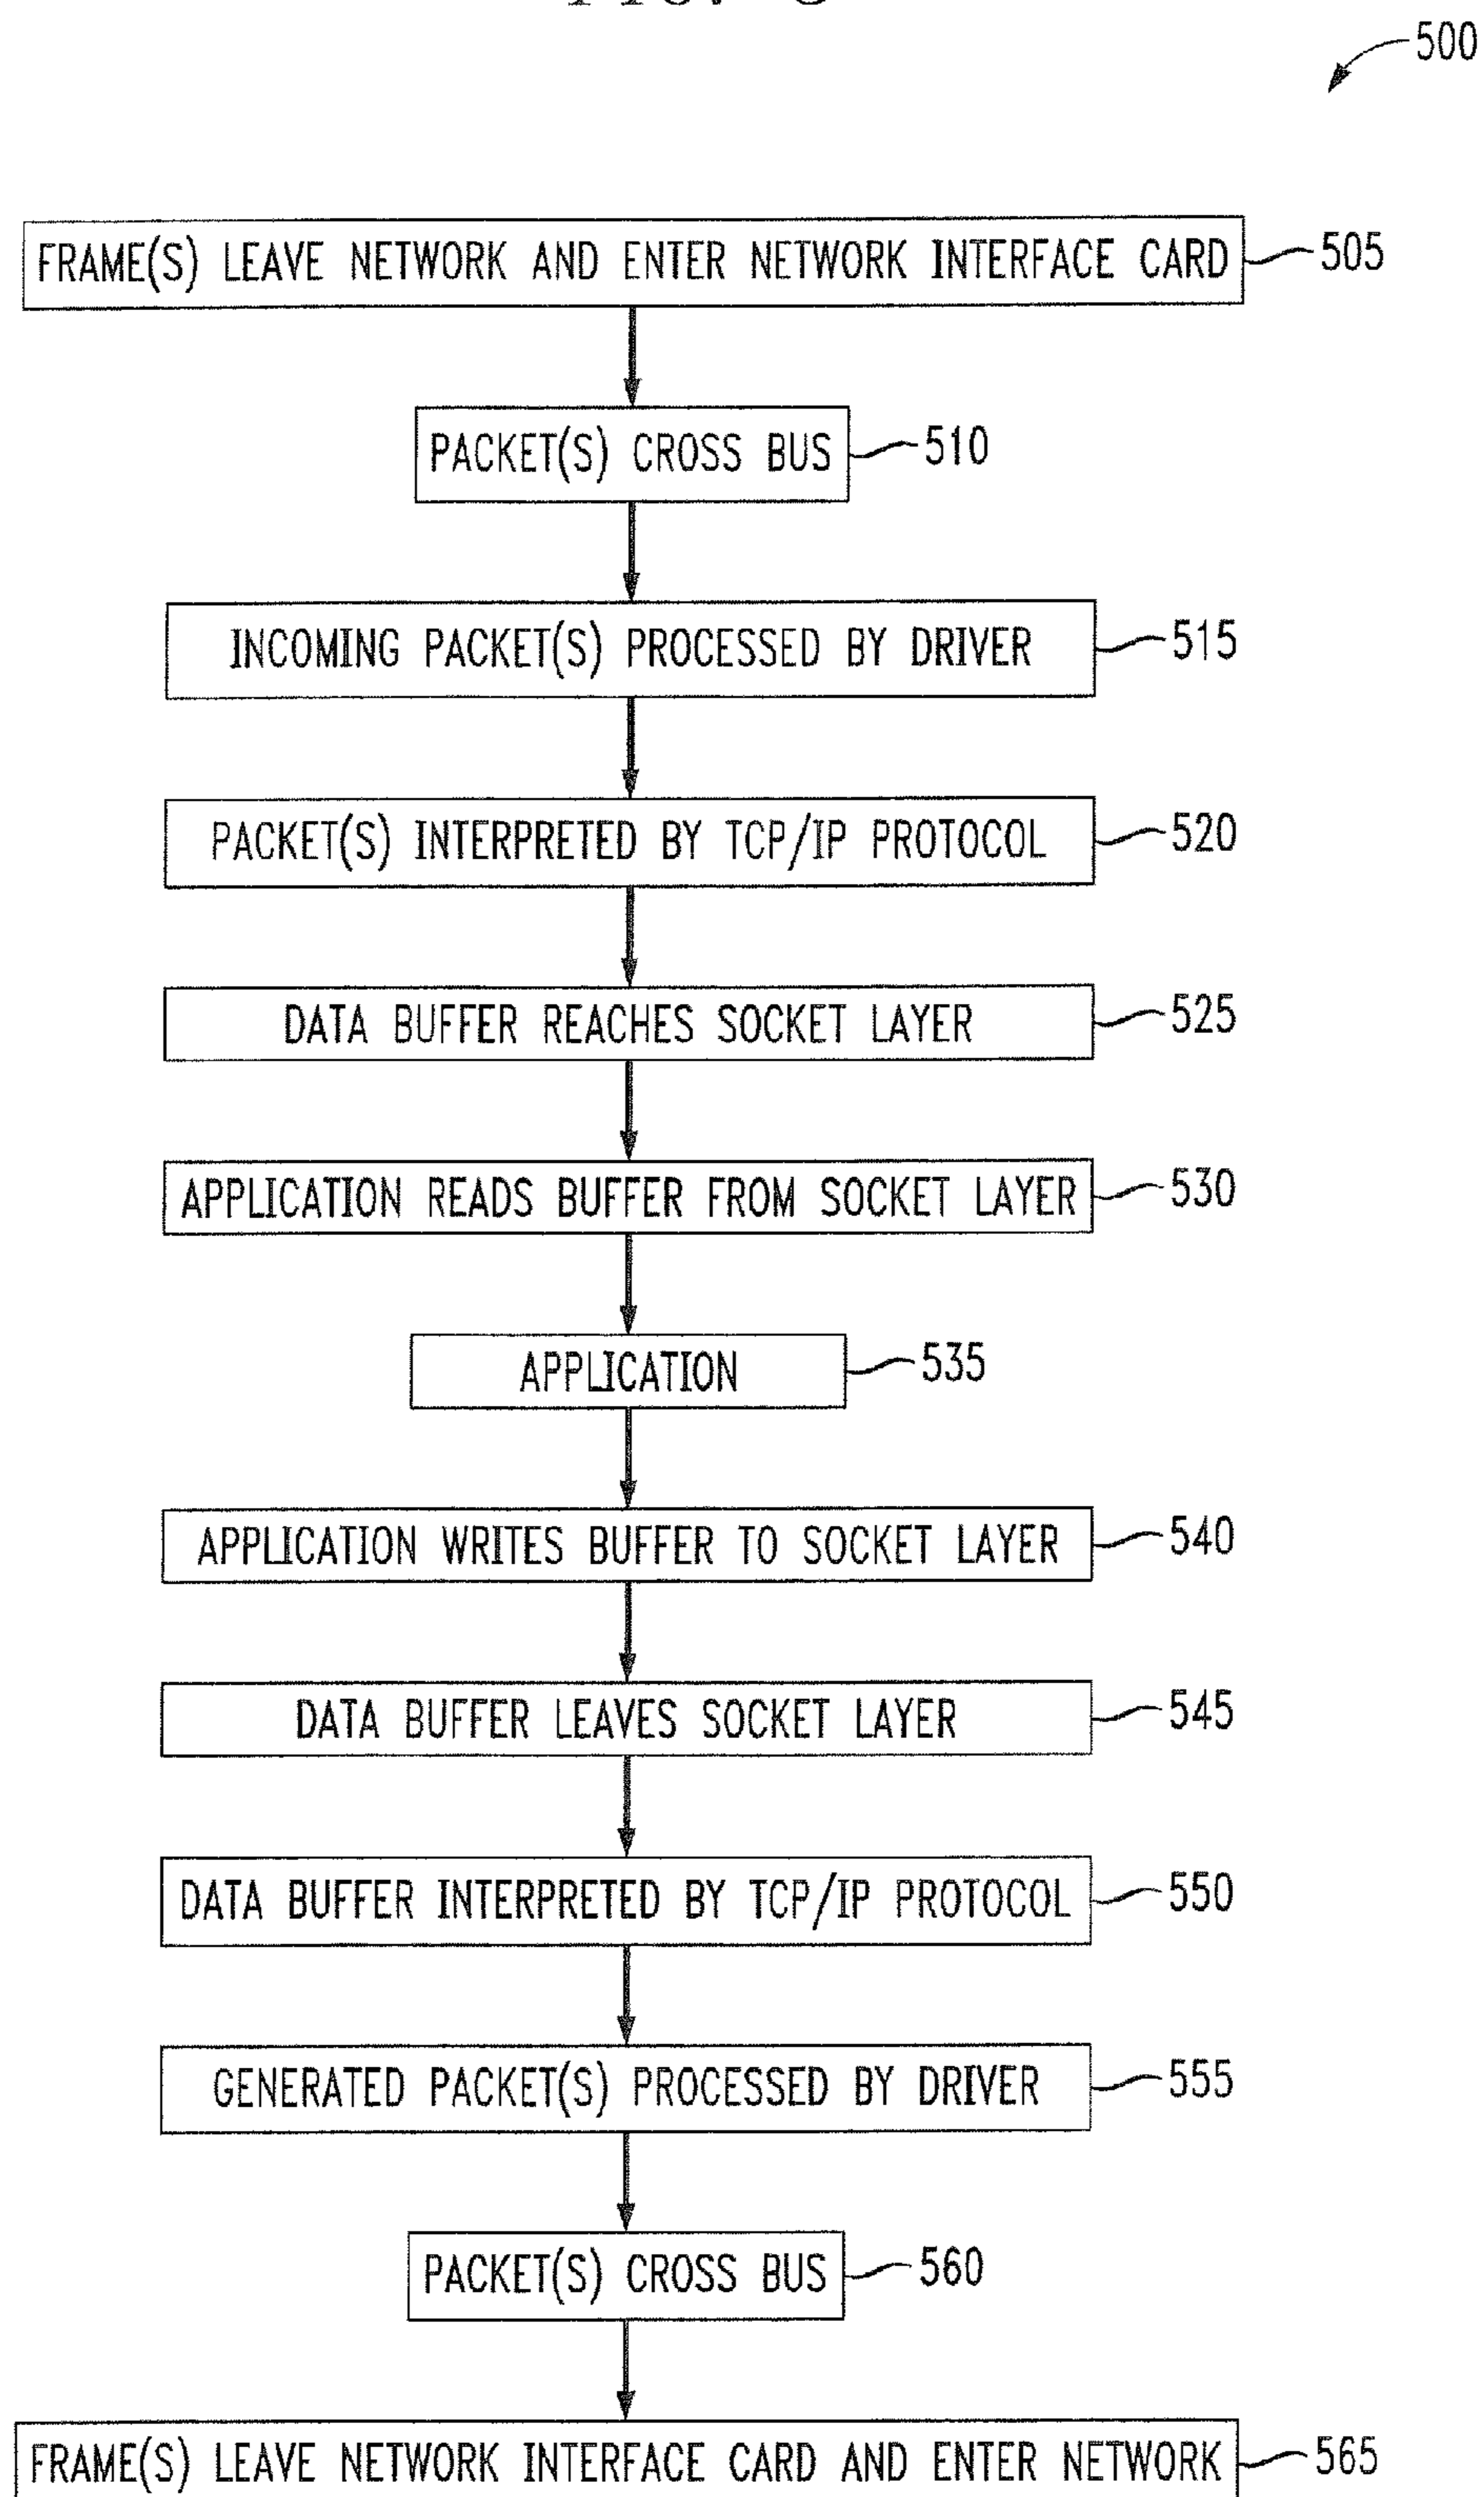 500
FRAME(S) LEAVE NETWORK AND ENTER NETWORK INTERFACE CARD 505
PACKET(S) CROSS BUS 510
INCOMING PACKET(S) PROCESSED BY DRIVER 515
PACKET(S) INTERPRETED BY TCP/IP PROTOCOL 520
DATA BUFFER REACHES SOCKET LAYER 525
APPLICATION READS BUFFER FROM SOCKET LAYER 530
APPLICATION 535
APPLICATION WRITES BUFFER TO SOCKET LAYER 540
DATA BUFFER LEAVES SOCKET LAYER 545
DATA BUFFER INTERPRETED BY TCP/IP PROTOCOL 550
GENERATED PACKET(S) PROCESSED BY DRIVER 555
PACKET(S) CROSS BUS 560
FRAME(S) LEAVE NETWORK INTERFACE CARD AND ENTER NETWORK 565